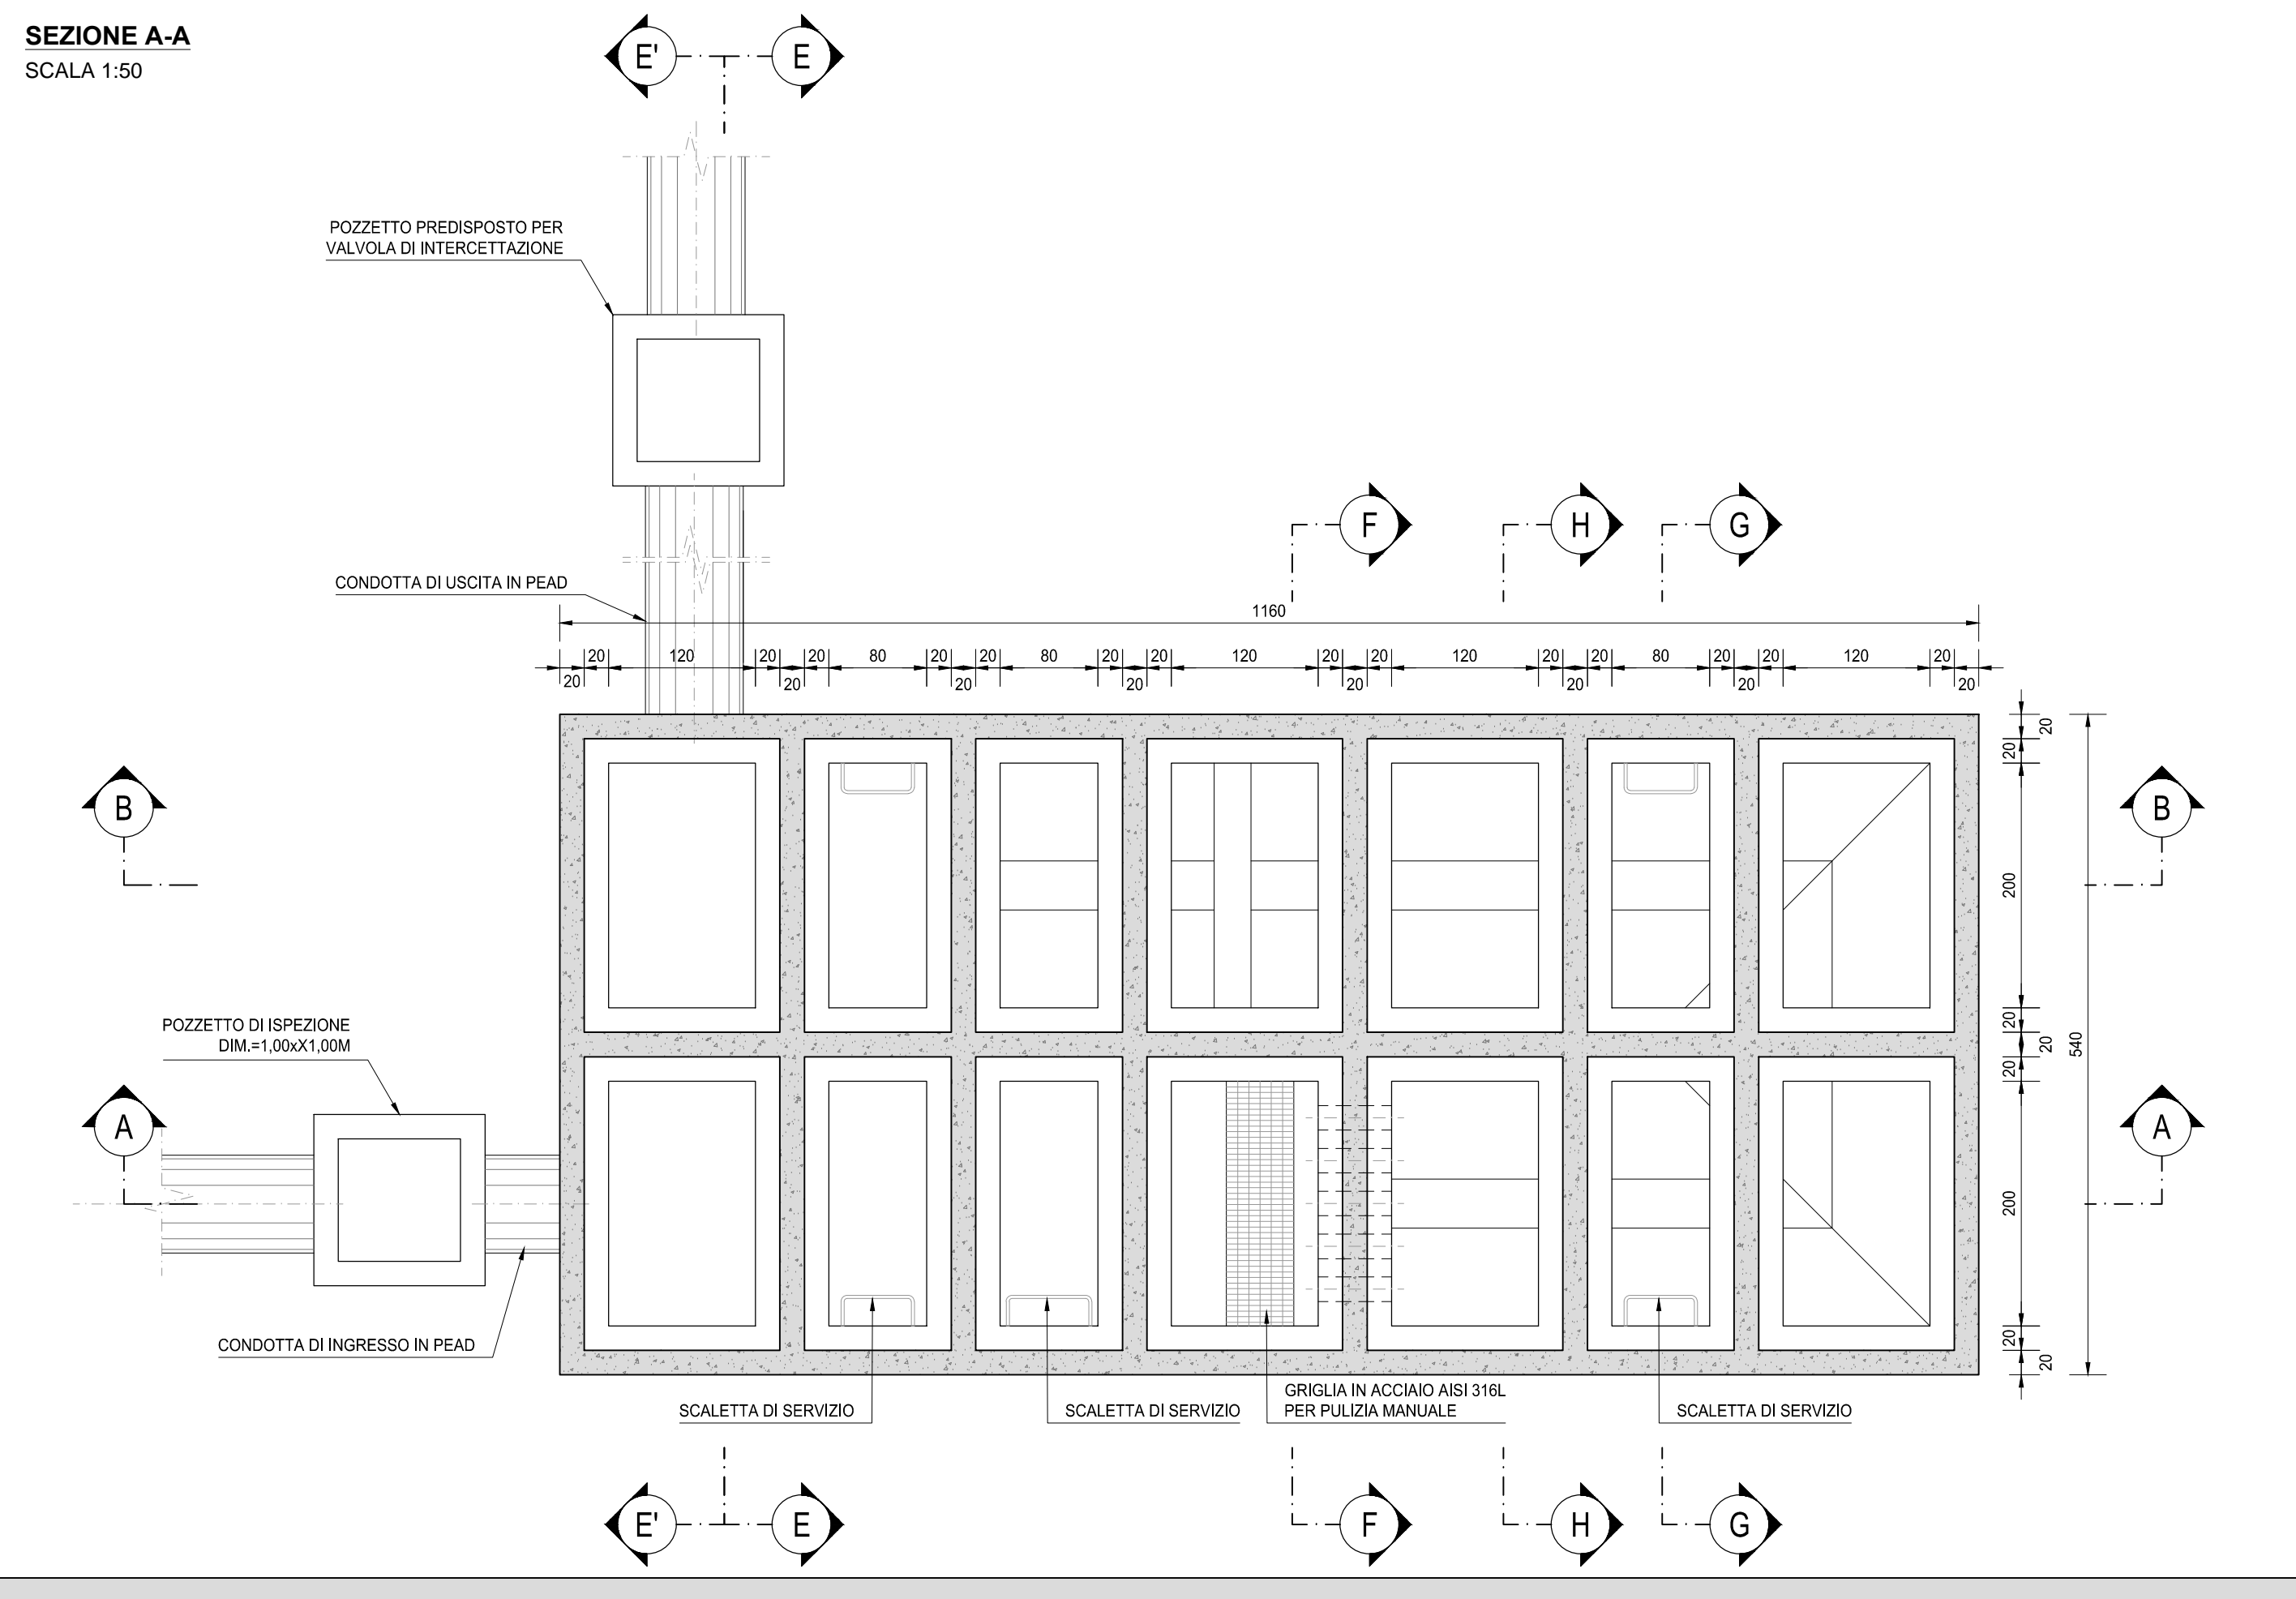 SEZIONE A-A
SCALA 1:50
E'
E
POZZETTO PREDISPOSTO PER
VALVOLA DI INTERCETTAZIONE
F
H
G
CONDOTTA DI USCITA IN PEAD
1160
20 120 20 20 80 20 20 80 20 20 120 20 20 120 20 20 80 20 20 120 20
20 20 20 20 20 20 20 20
20
20
200
20
20
20
200
20
20
540
B
B
POZZETTO DI ISPEZIONE
DIM.=1,00xX1,00M
A
A
CONDOTTA DI INGRESSO IN PEAD
SCALETTA DI SERVIZIO
SCALETTA DI SERVIZIO
GRIGLIA IN ACCIAIO AISI 316L
PER PULIZIA MANUALE
SCALETTA DI SERVIZIO
E'
E
F
H
G